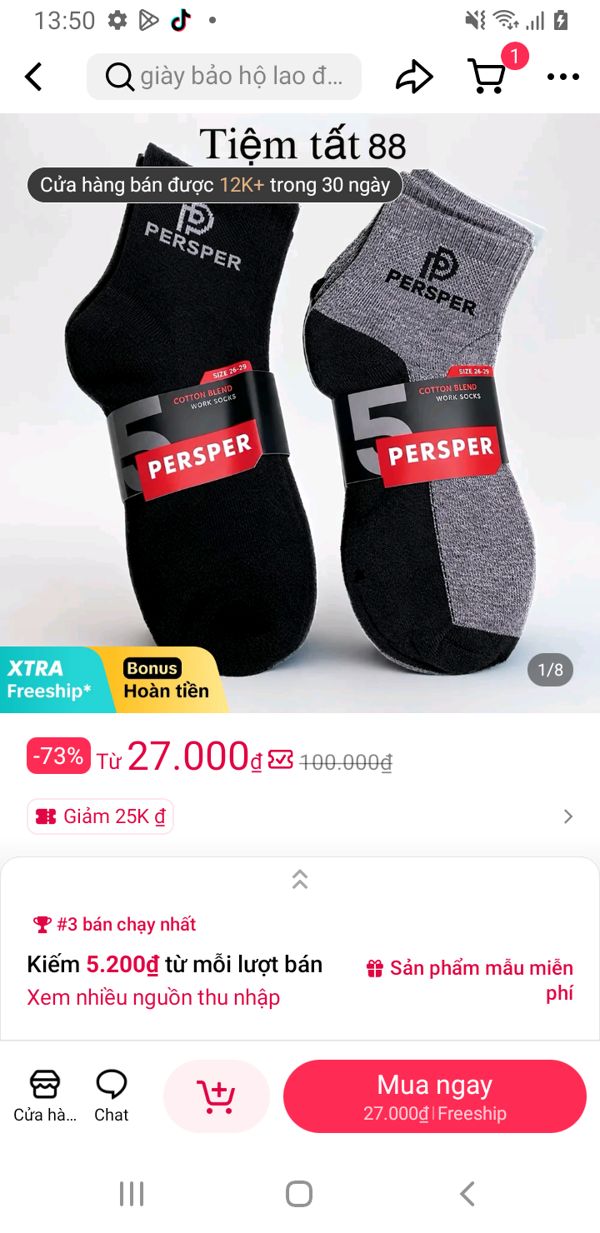 13:50
giày bảo hộ lao đ...
1
Tiệm tất 88
Cửa hàng bán được 12K+ trong 30 ngày
PERSPER
PERSPER
SIZE 26-29
COTTON BLEND
WORK SOCKS
5
PERSPER
SIZE 26-29
COTTON BLEND
WORK SOCKS
5
PERSPER
XTRA
Freeship*
Bonus
Hoàn tiền
1/8
-73% Từ 27.000₫ 100.000₫
Giảm 25K ₫
#3 bán chạy nhất
Kiếm 5.200₫ từ mỗi lượt bán
Xem nhiều nguồn thu nhập
Sản phẩm mẫu miễn
phí
Cửa hà...
Chat
Mua ngay
27.000₫ | Freeship